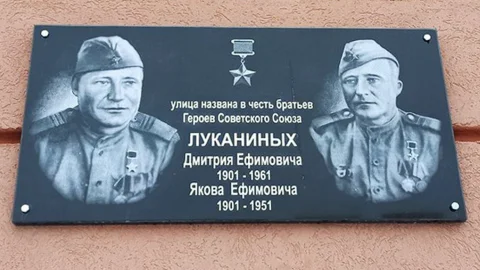 улица названа в честь братьев
Героев Советского Союза
ЛУКАНИНЫХ
Дмитрия Ефимовича
1901 - 1961
Якова Ефимовича
1901 - 1951